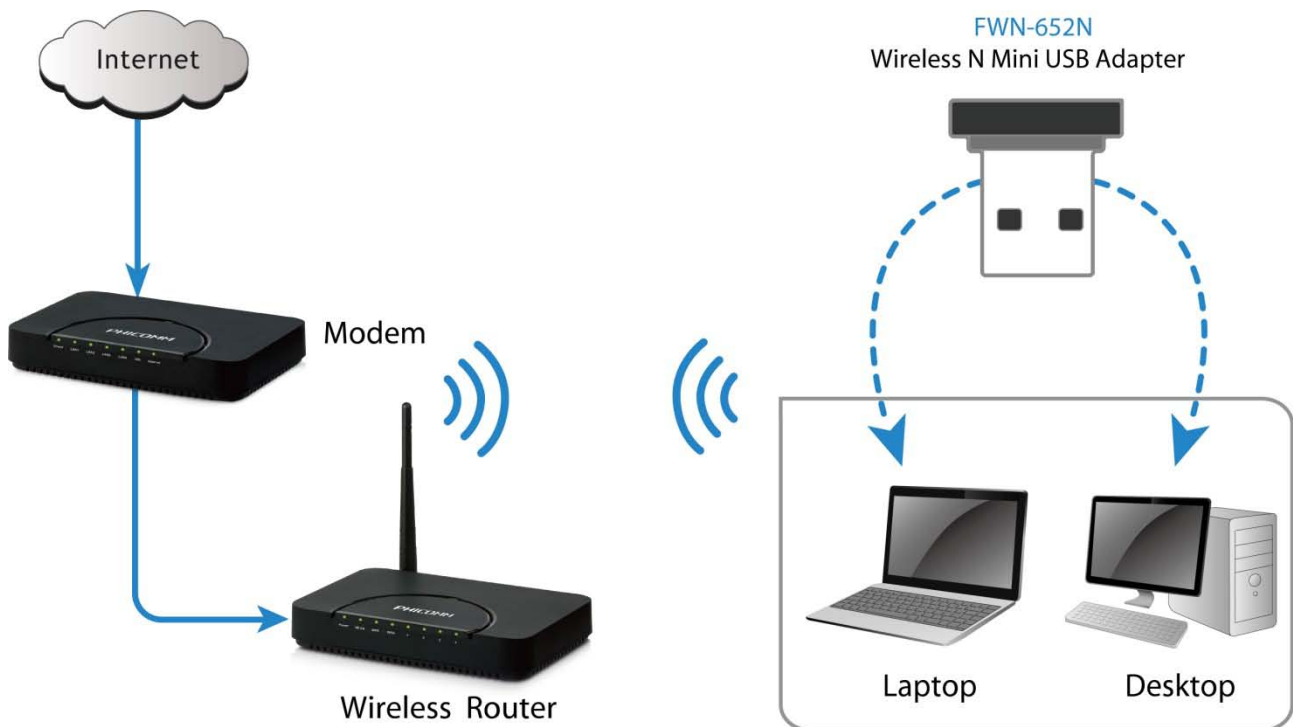 Internet
FWN-652N
Wireless N Mini USB Adapter
PHICOMM
Modem
PHICOMM
Wireless Router
Laptop
Desktop